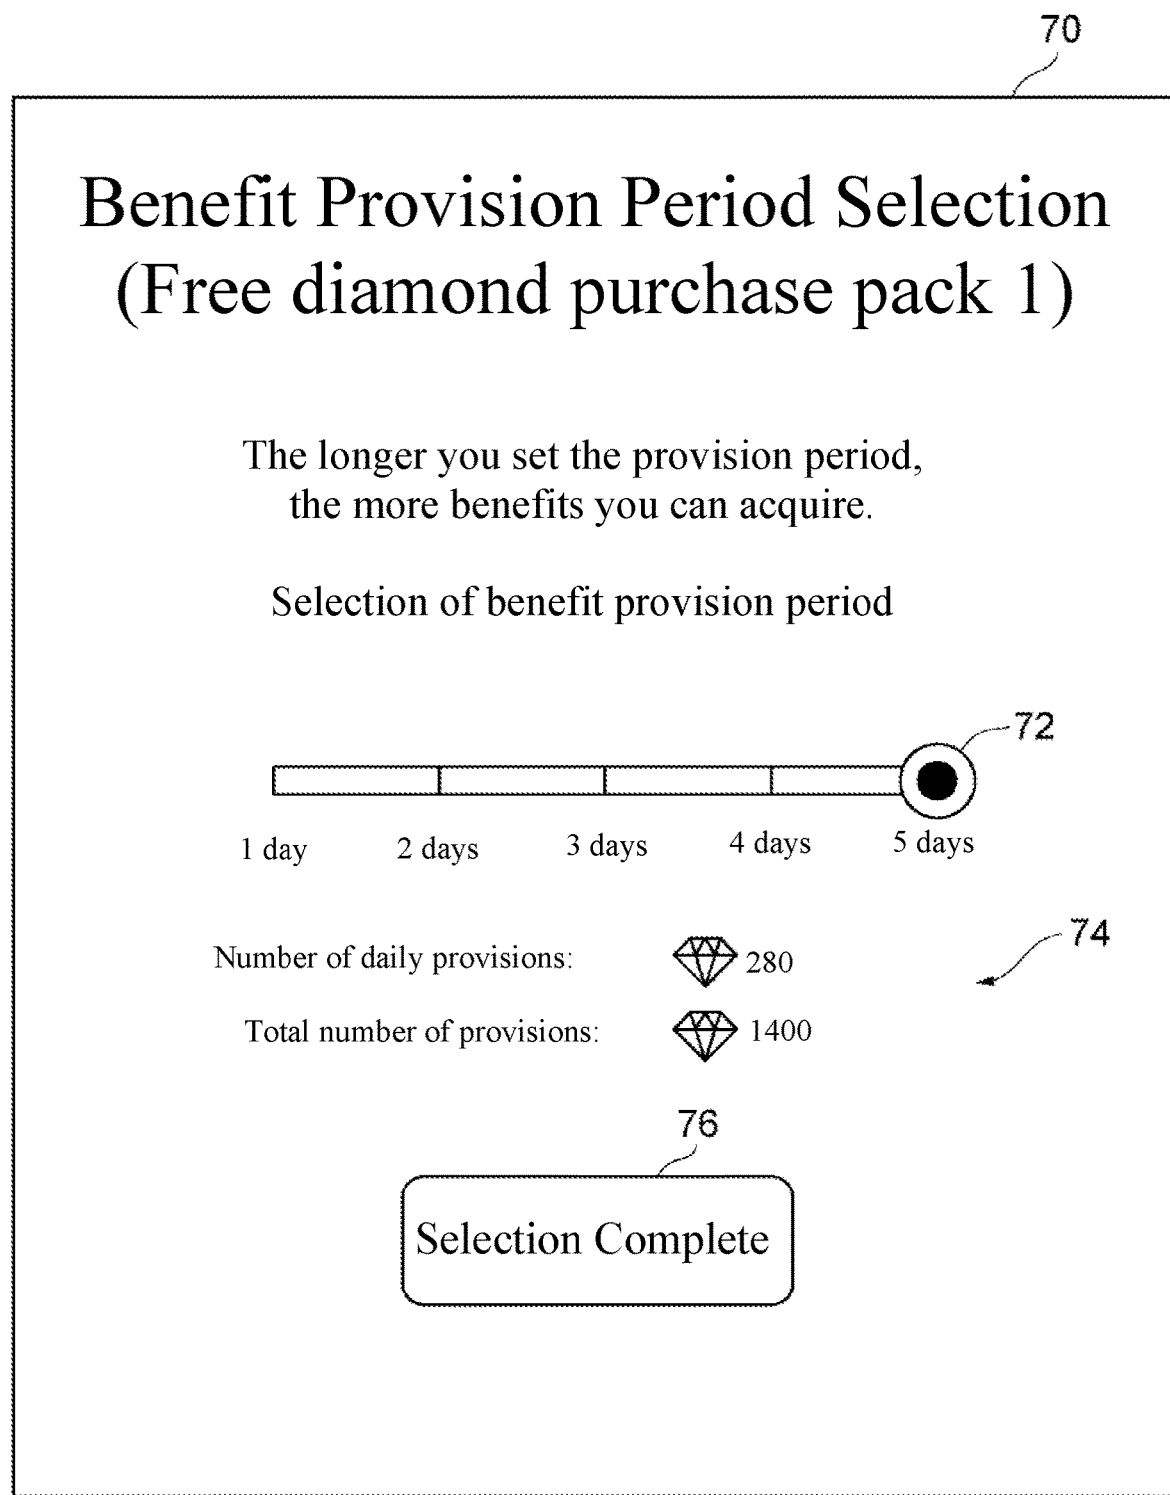 70
Benefit Provision Period Selection
(Free diamond purchase pack 1)
The longer you set the provision period,
the more benefits you can acquire.
Selection of benefit provision period
72
1 day 2 days 3 days 4 days 5 days
74
Number of daily provisions: 280
Total number of provisions: 1400
76
Selection Complete